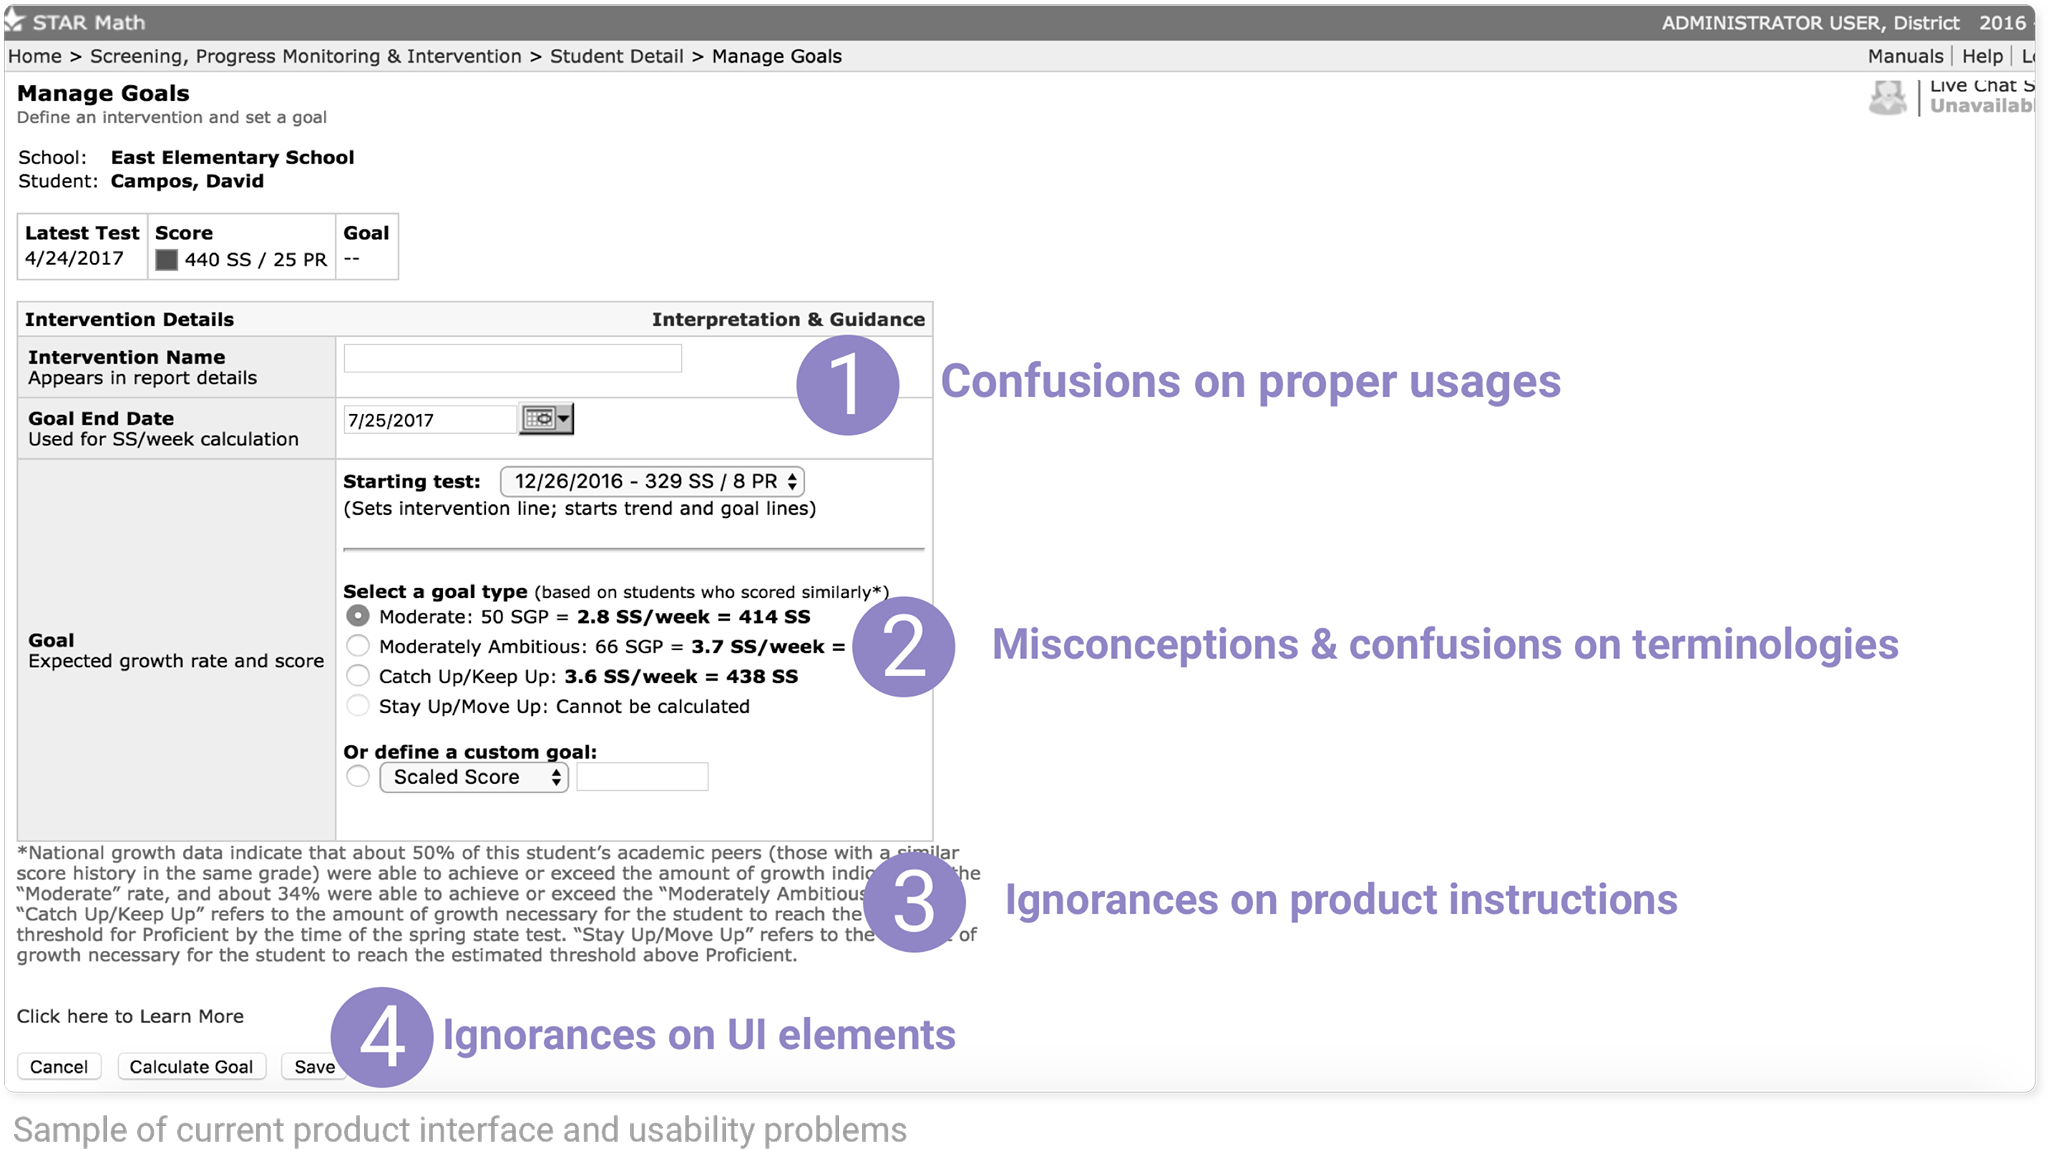 STAR Math
ADMINISTRATOR USER, District 2016
Home > Screening, Progress Monitoring & Intervention > Student Detail > Manage Goals
Manuals | Help |
Manage Goals
Live Chat
Define an intervention and set a goal
School: East Elementary School
Student: Campos, David
Latest Test Score Goal
4/24/2017 440 SS / 25 PR --
Intervention Details Interpretation & Guidance
Intervention Name
Appears in report details
1 Confusions on proper usages
Goal End Date 7/25/2017
Used for SS/week calculation
Starting test: 12/26/2016 - 329 SS / 8 PR
(Sets intervention line; starts trend and goal lines)
Select a goal type (based on students who scored similarly*)
Moderate: 50 SGP = 2.8 SS/week = 414 SS
Goal
Expected growth rate and score
Moderately Ambitious: 66 SGP = 3.7 SS/week =
2 Misconceptions & confusions on terminologies
Catch Up/Keep Up: 3.6 SS/week = 438 SS
Stay Up/Move Up: Cannot be calculated
Or define a custom goal:
Scaled Score
*National growth data indicate that about 50% of this student's academic peers (those with a similar
score history in the same grade) were able to achieve or exceed the amount of growth the
“Moderate” rate, and about 34% were able to achieve or exceed the “Moderately Ambitious
3 Ignorances on product instructions
“Catch Up/Keep Up” refers to the amount of growth necessary for the student to reach the
threshold for Proficient by the time of the spring state test. “Stay Up/Move Up” refers to the of
growth necessary for the student to reach the estimated threshold above Proficient.
Click here to Learn More
4 Ignorances on UI elements
Cancel Calculate Goal Save
Sample of current product interface and usability problems